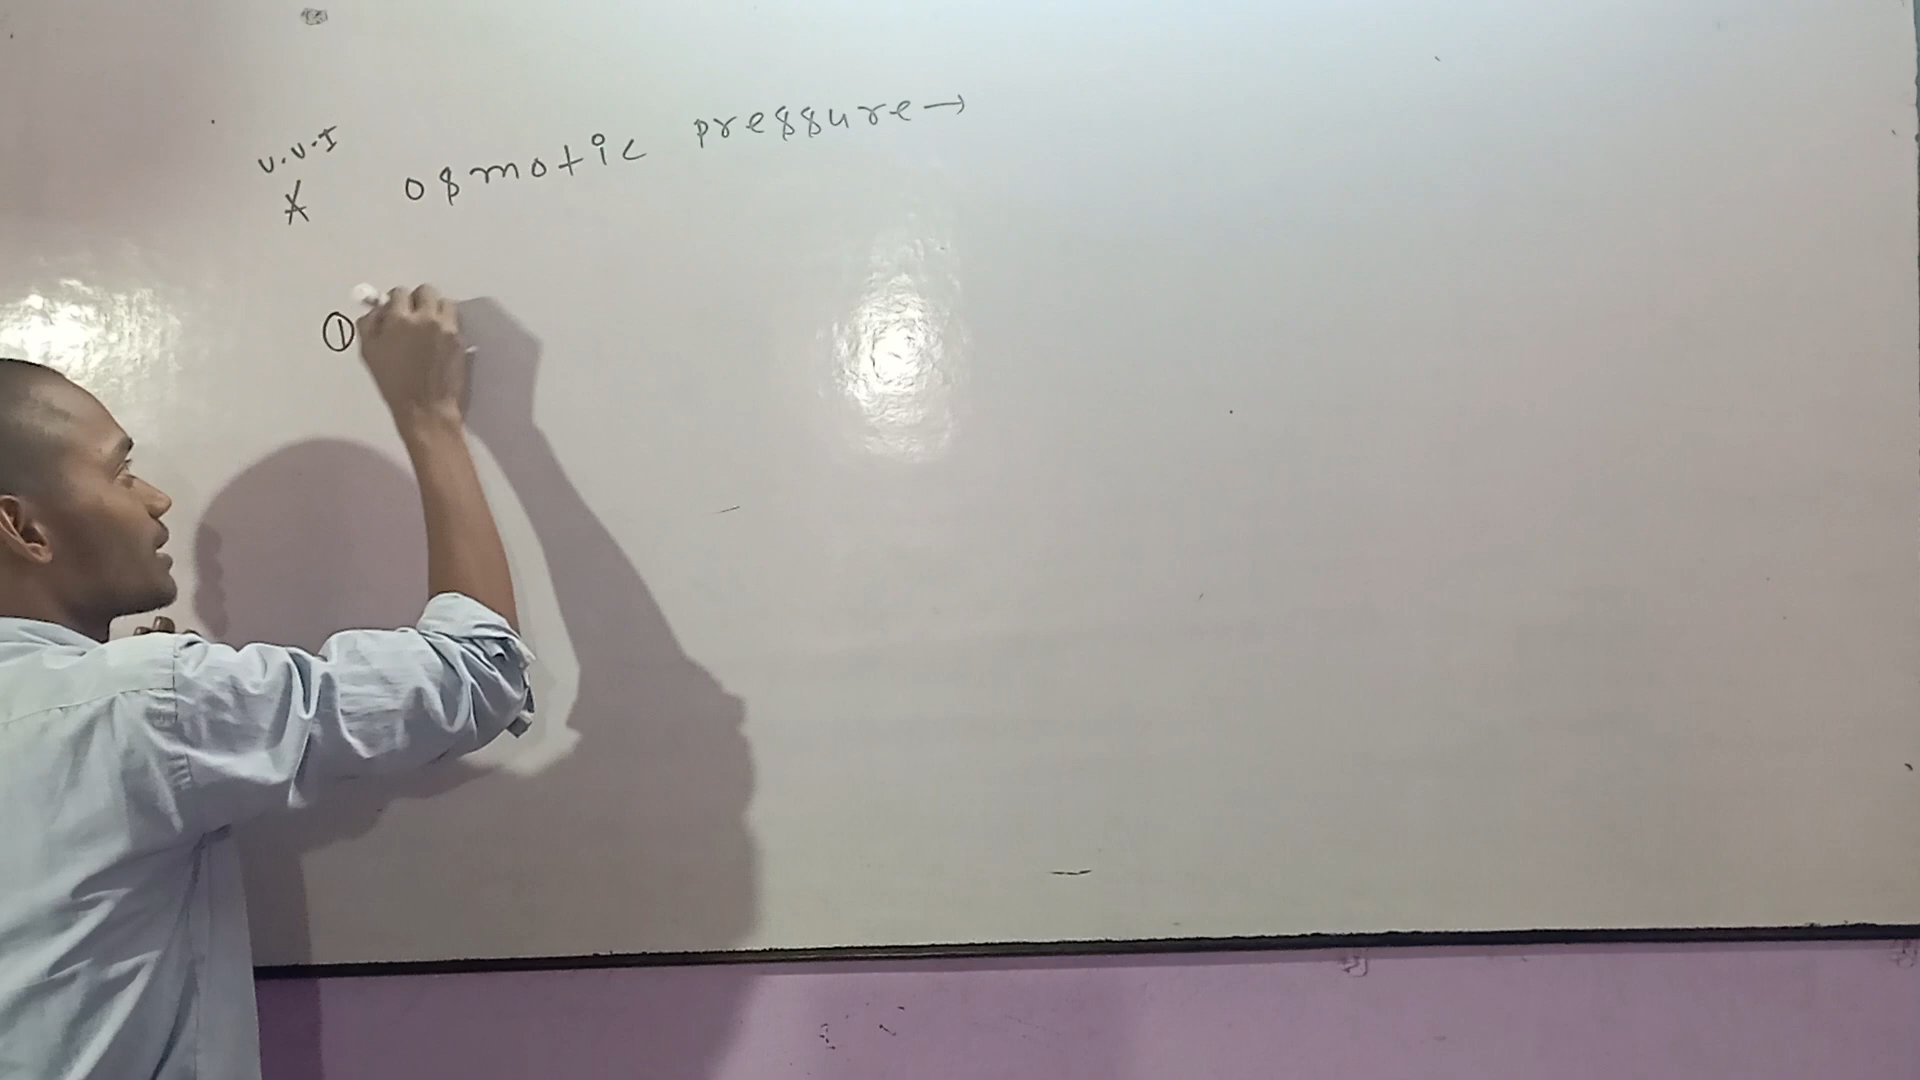 V.V.I
* osmotic pressure →
①